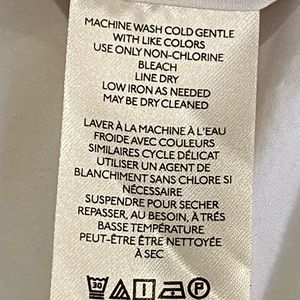 MACHINE WASH COLD GENTLE
WITH LIKE COLORS
USE ONLY NON-CHLORINE
BLEACH
LINE DRY
LOW IRON AS NEEDED
MAY BE DRY CLEANED
LAVER À LA MACHINE À L'EAU
FROIDE AVEC COULEURS
SIMILAIRES CYCLE DÉLICAT
UTILISER UN AGENT DE
BLANCHIMENT SANS CHLORE SI
NÉCESSAIRE
SUSPENDRE POUR SECHER
REPASSER, AU BESOIN, À TRÉS
BASSE TEMPÉRATURE
PEUT-ÊTRE ÊTRE NETTOYÉE
À SEC
30 P